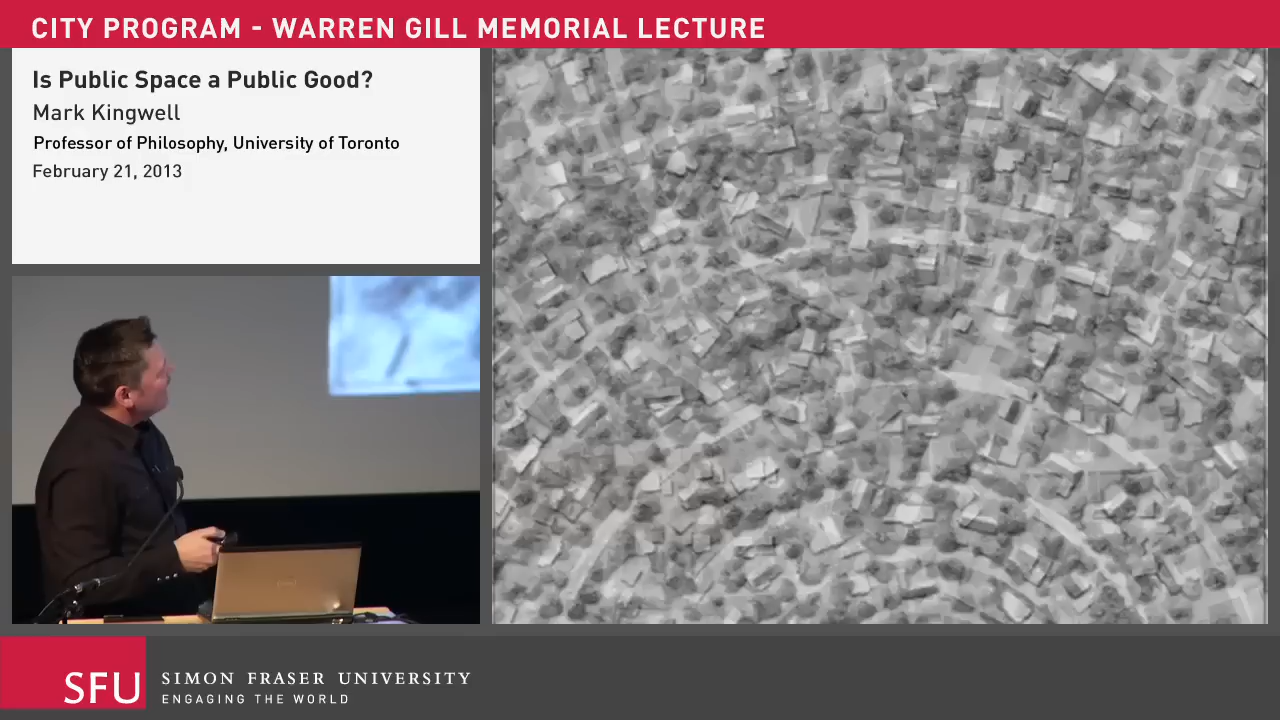 CITY PROGRAM - WARREN GILL MEMORIAL LECTURE
Is Public Space a Public Good?
Mark Kingwell
Professor of Philosophy, University of Toronto
February 21, 2013
SFU
SIMON FRASER UNIVERSITY
ENGAGING THE WORLD